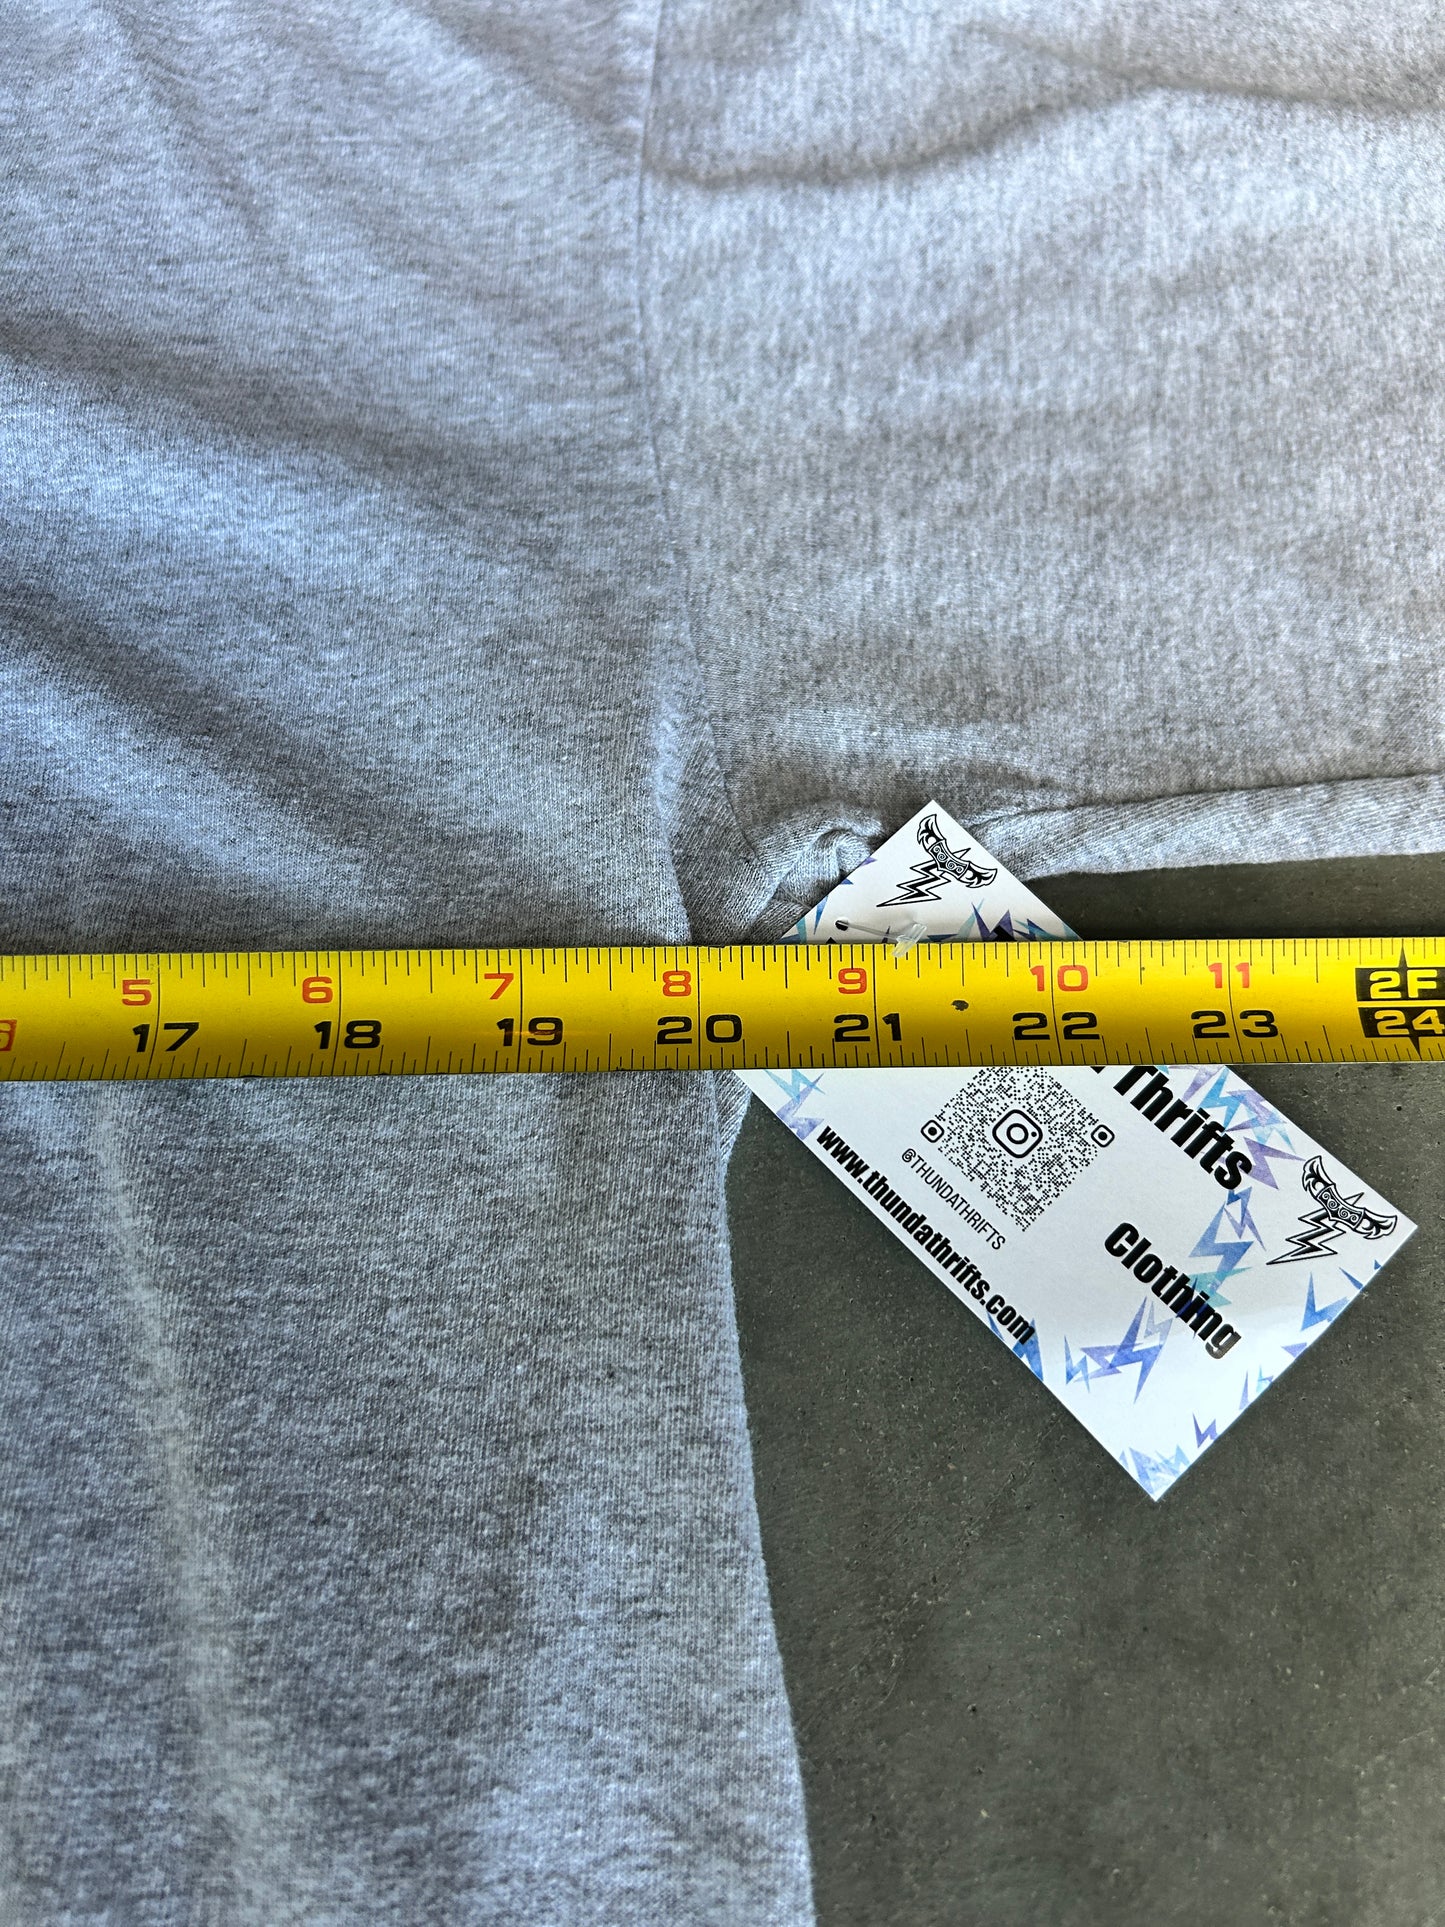 5 6 7 8 9 10 11 2F
17 18 19 20 21 22 23 24
Thrifts
Clothing
@THUNDATHRIFTS
www.thundathrifts.com